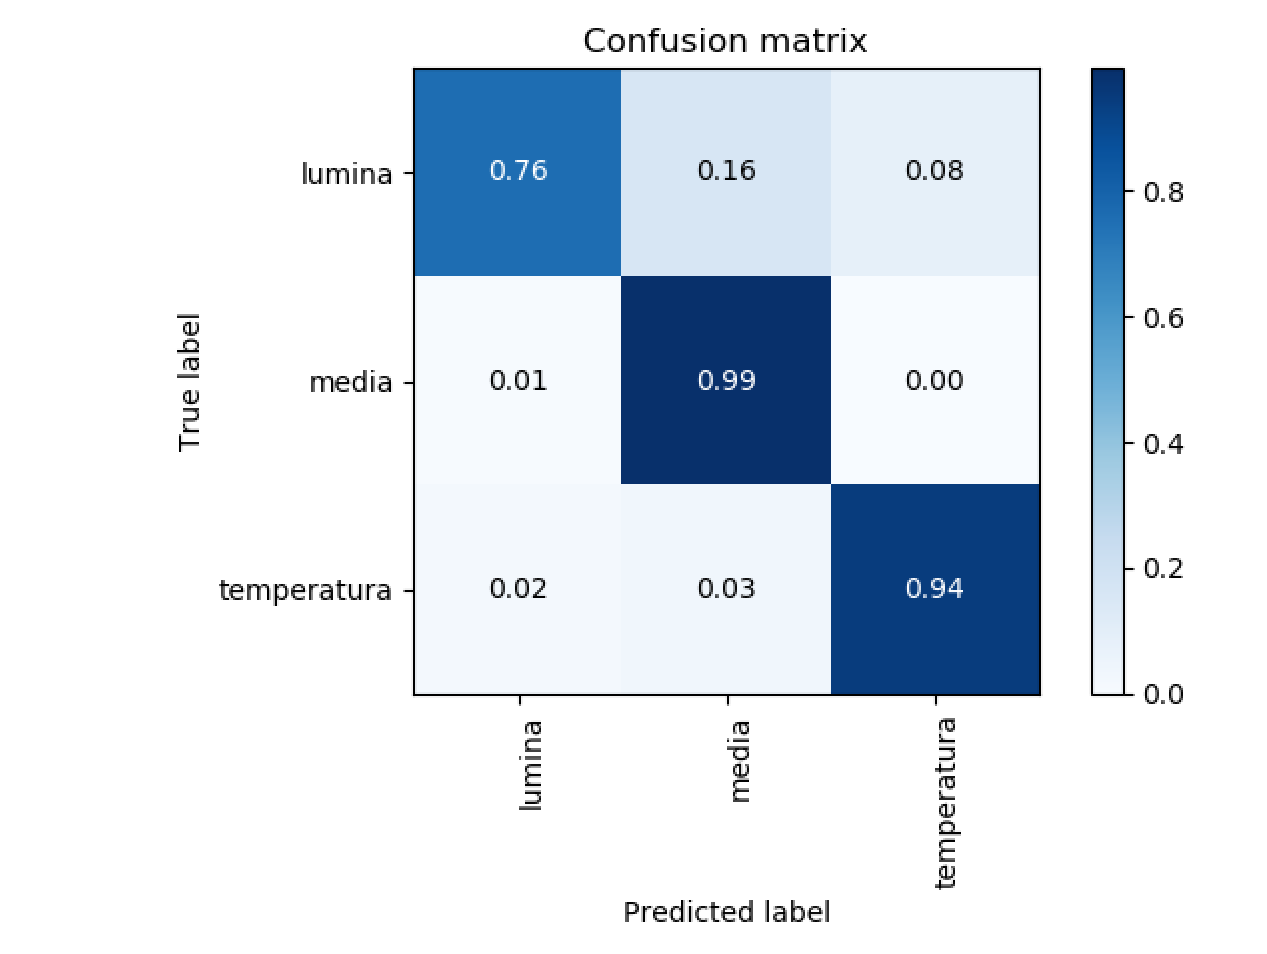 Confusion matrix
lumina 0.76 0.16 0.08
media 0.01 0.99 0.00
temperatura 0.02 0.03 0.94
True label
lumina media temperatura
Predicted label
0.8
0.6
0.4
0.2
0.0